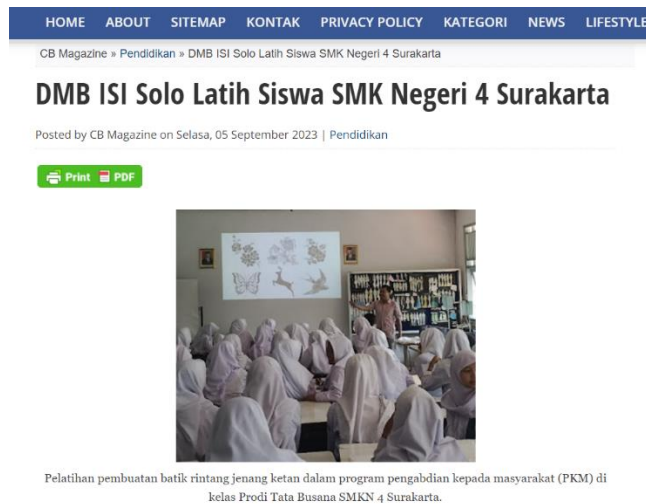 HOME ABOUT SITEMAP KONTAK PRIVACY POLICY KATEGORI NEWS LIFESTYLE
CB Magazine » Pendidikan » DMB ISI Solo Latih Siswa SMK Negeri 4 Surakarta
DMB ISI Solo Latih Siswa SMK Negeri 4 Surakarta
Posted by CB Magazine on Selasa, 05 September 2023 | Pendidikan
Print PDF
Pelatihan pembuatan batik rintang jenang ketan dalam program pengabdian kepada masyarakat (PKM) di
kelas Prodi Tata Busana SMKN 4 Surakarta.